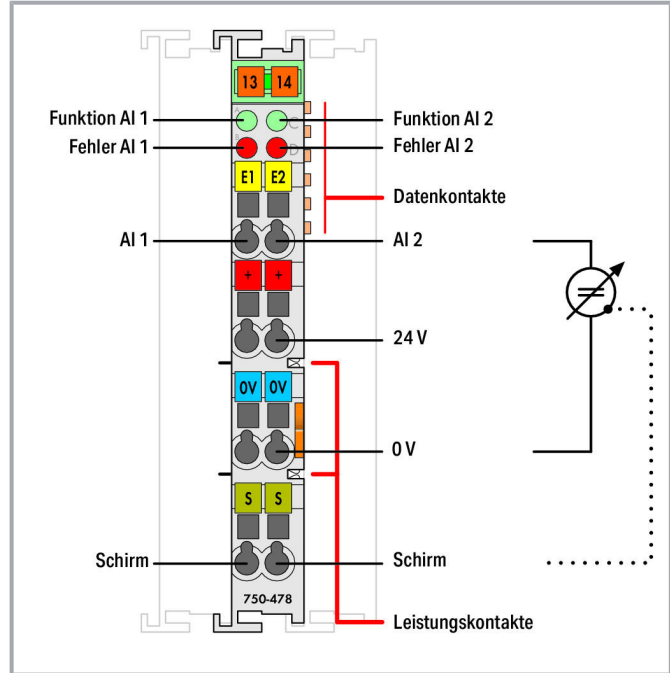 13 14
Funktion AI 1
A
C
Funktion AI 2
Fehler AI 1
B
D
Fehler AI 2
E1 E2
Datenkontakte
AI 1
AI 2
+ +
24 V
0V 0V
0 V
S S
Schirm
Schirm
750-478
Leistungskontakte